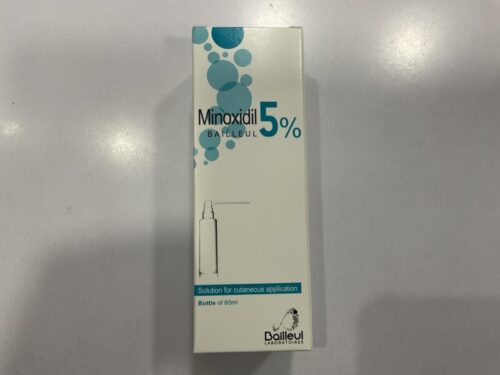 Minoxidil 5%
BAILLEUL
Solution for cutaneous application
Bottle of 60ml
Bailleul
LABORATOIRES